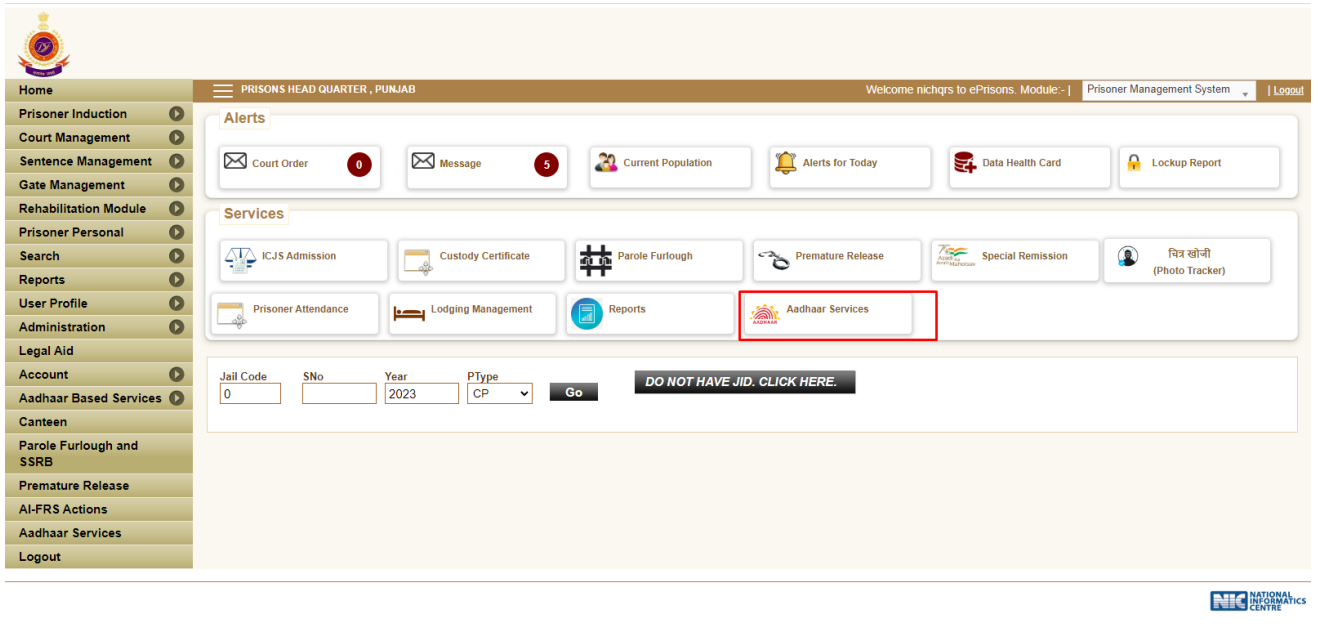 Home
PRISONS HEAD QUARTER , PUNJAB
Welcome nichqrs to ePrisons. Module:- |
Prisoner Management System
| Logout
Prisoner Induction
Court Management
Sentence Management
Gate Management
Rehabilitation Module
Prisoner Personal
Search
Reports
User Profile
Administration
Legal Aid
Account
Aadhaar Based Services
Canteen
Parole Furlough and
SSRB
Premature Release
AI-FRS Actions
Aadhaar Services
Logout
Alerts
Court Order 0
Message 5
Current Population
Alerts for Today
Data Health Card
Lockup Report
Services
ICJS Admission
Custody Certificate
Parole Furlough
Premature Release
Special Remission
चित्र खोजी
(Photo Tracker)
Prisoner Attendance
Lodging Management
Reports
AADHAAR
Aadhaar Services
Jail Code SNo Year PType
0 2023 CP Go
DO NOT HAVE JID. CLICK HERE.
NIC NATIONAL
INFORMATICS
CENTRE